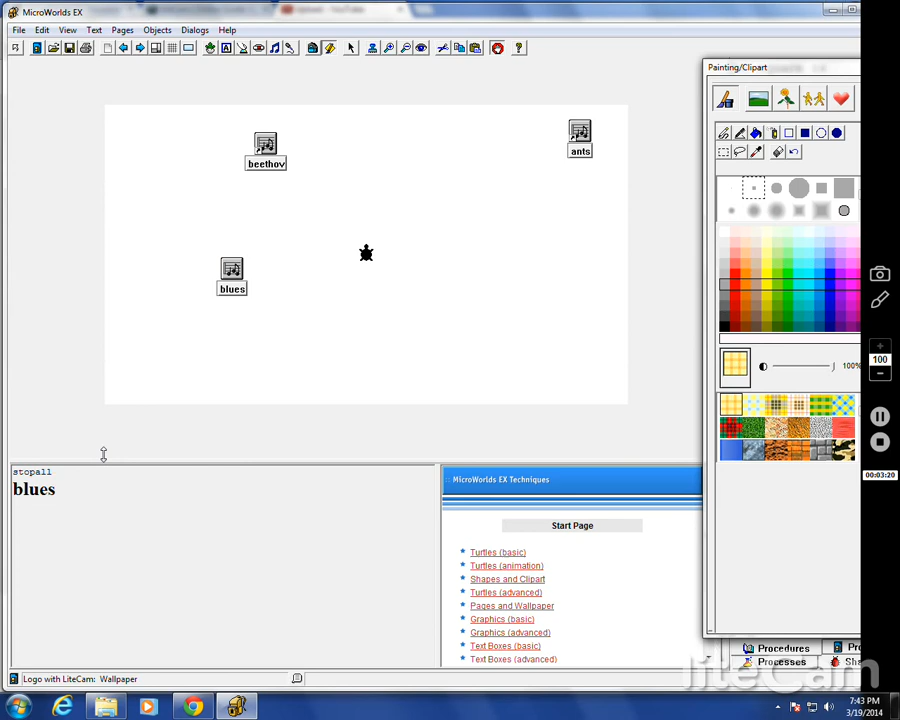 MicroWorlds EX
File Edit View Text Pages Objects Gadgets Help
Painting/Clipart
beethov
ants
blues
100%
100
00:03:20
stopall
blues
MicroWorlds EX Techniques
Start Page
Turtles (basic)
Turtles (animation)
Shapes and Clipart
Turtles (advanced)
Pages and Wallpaper
Graphics (basic)
Graphics (advanced)
Text Boxes (basic)
Text Boxes (advanced)
Procedures
Processes
Logo with LiteCam: Wallpaper
liteCam
7:43 PM
3/19/2014